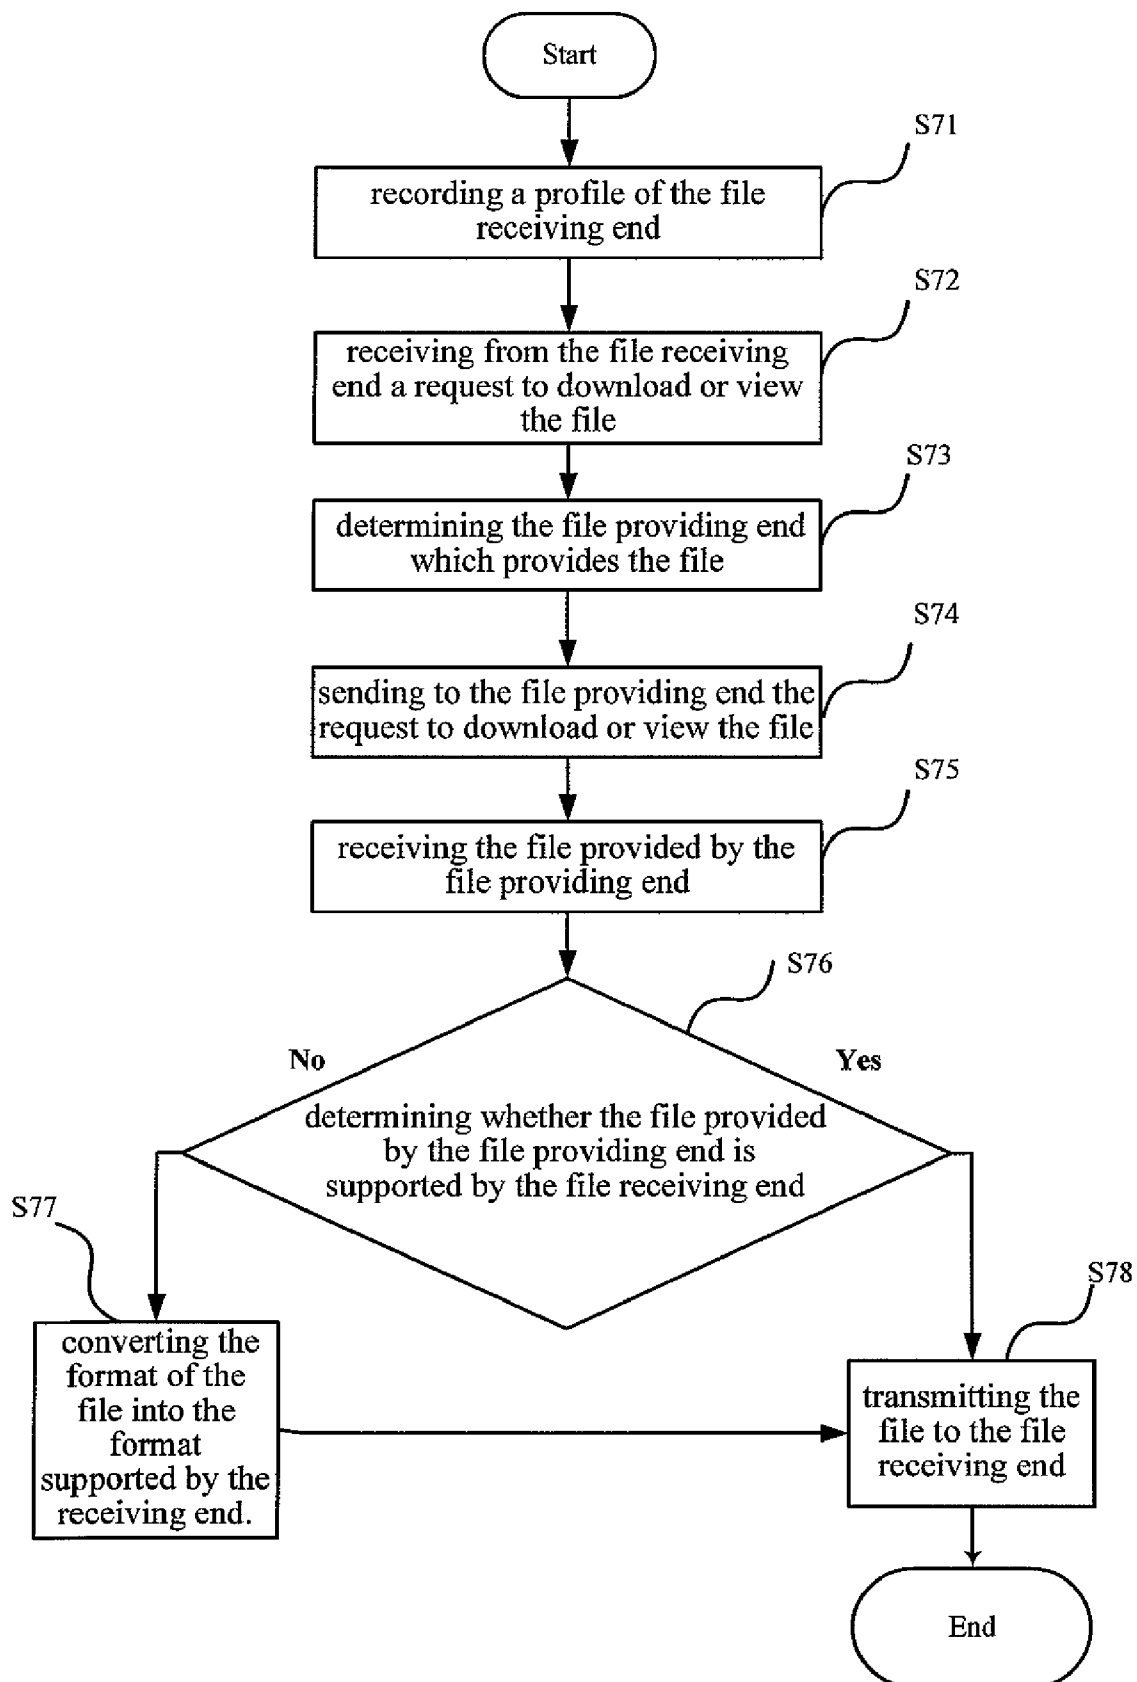 Start
S71
recording a profile of the file
receiving end
S72
receiving from the file receiving
end a request to download or view
the file
S73
determining the file providing end
which provides the file
S74
sending to the file providing end the
request to download or view the file
S75
receiving the file provided by the
file providing end
S76
No
Yes
determining whether the file provided
by the file providing end is
supported by the file receiving end
S77
converting the
format of the
file into the
format
supported by the
receiving end.
S78
transmitting the
file to the file
receiving end
End